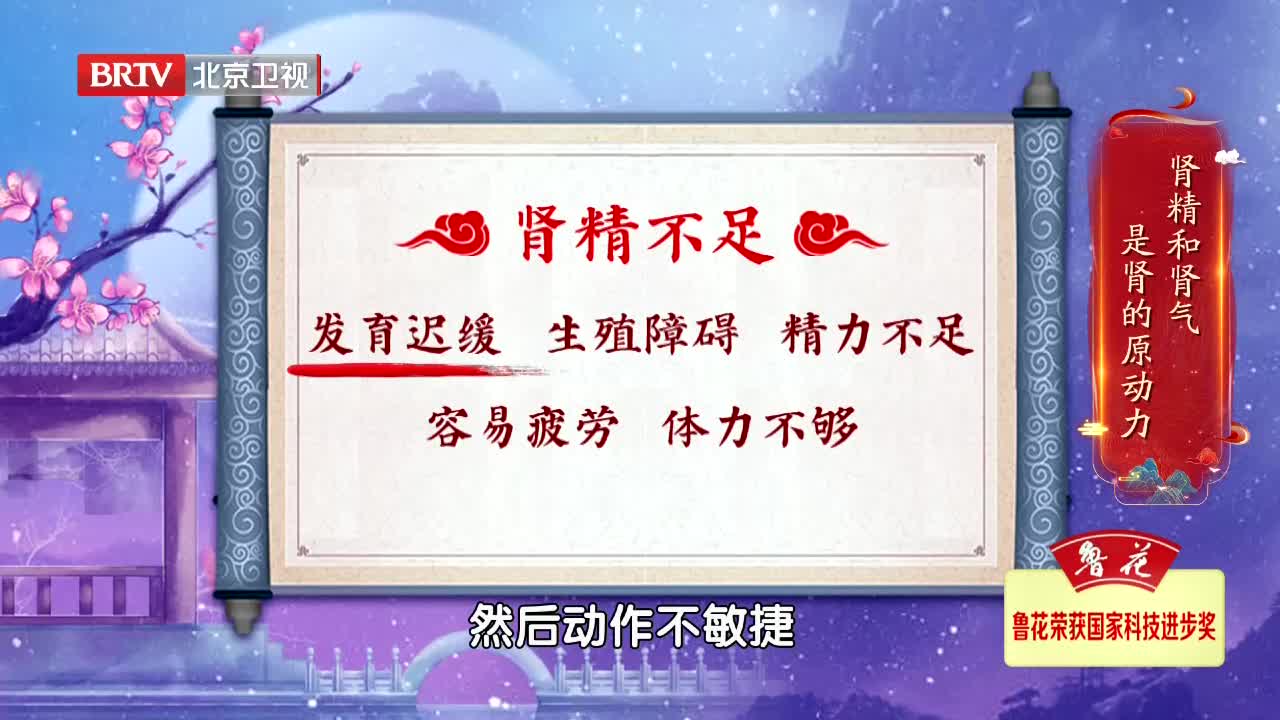 BRTV 北京卫视
肾精不足
发育迟缓 生殖障碍 精力不足
容易疲劳 体力不够
肾精和肾气
是肾的原动力
鲁花
鲁花荣获国家科技进步奖
然后动作不敏捷